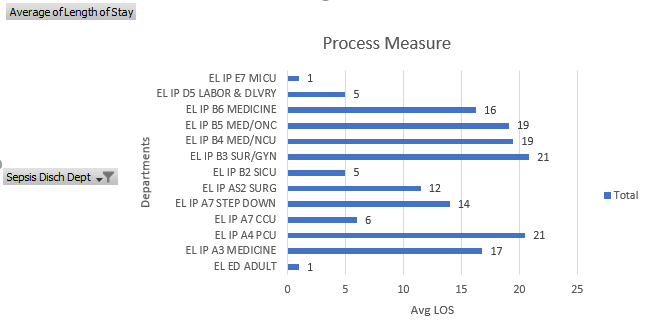 Average of Length of Stay
Process Measure
EL IP E7 MICU 1
EL IP D5 LABOR & DLVRY 5
EL IP B6 MEDICINE 16
EL IP B5 MED/ONC 19
EL IP B4 MED/NCU 19
EL IP B3 SUR/GYN 21
EL IP B2 SICU 5
EL IP AS2 SURG 12
EL IP A7 STEP DOWN 14
EL IP A7 CCU 6
EL IP A4 PCU 21
EL IP A3 MEDICINE 17
EL ED ADULT 1
Departments
Sepsis Disch Dept
Total
0 5 10 15 20 25
Avg LOS